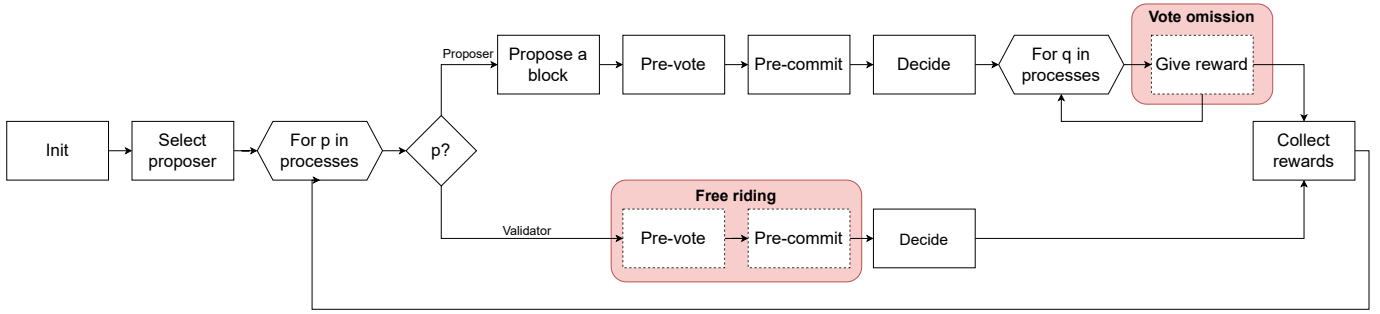 Init
Select
proposer
For p in
processes
p?
Proposer
Propose a
block
Pre-vote
Pre-commit
Decide
For q in
processes
Vote omission
Give reward
Collect
rewards
Validator
Free riding
Pre-vote
Pre-commit
Decide